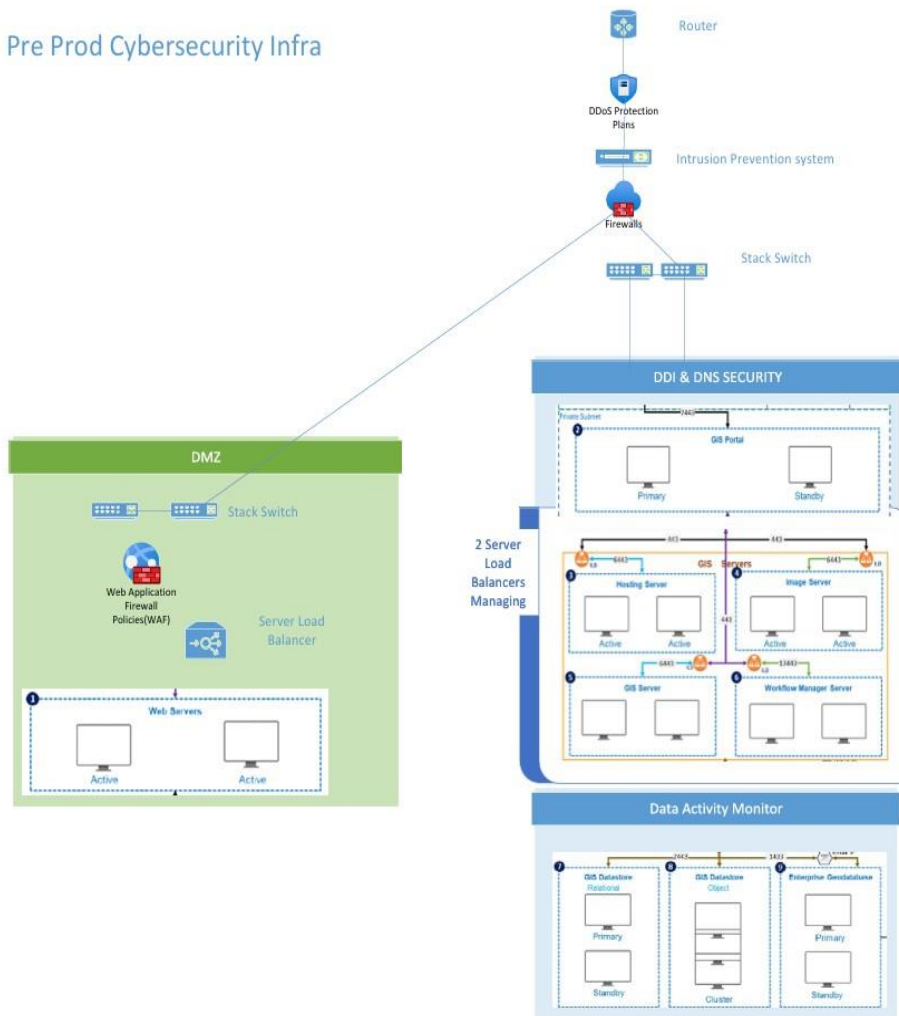 Pre Prod Cybersecurity Infra
Router
DDoS Protection
Plans
Intrusion Prevention system
Firewalls
Stack Switch
DDI & DNS SECURITY
7443
Private Subnet
2
GIS Portal
Primary
Standby
DMZ
Stack Switch
Web Application
Firewall
Policies(WAF)
Server Load
Balancer
1
Web Servers
Active
Active
2 Server
Load
Balancers
Managing
443
443
6443
GIS Servers
6443
3
Hosting Server
4
Image Server
Active
Active
Active
Active
443
6443
13443
5
GIS Server
6
Workflow Manager Server
Data Activity Monitor
2443
1433
7
GIS Datastore
Relational
Primary
Standby
8
GIS Datastore
Object
Cluster
9
Enterprise Geodatabase
Primary
Standby